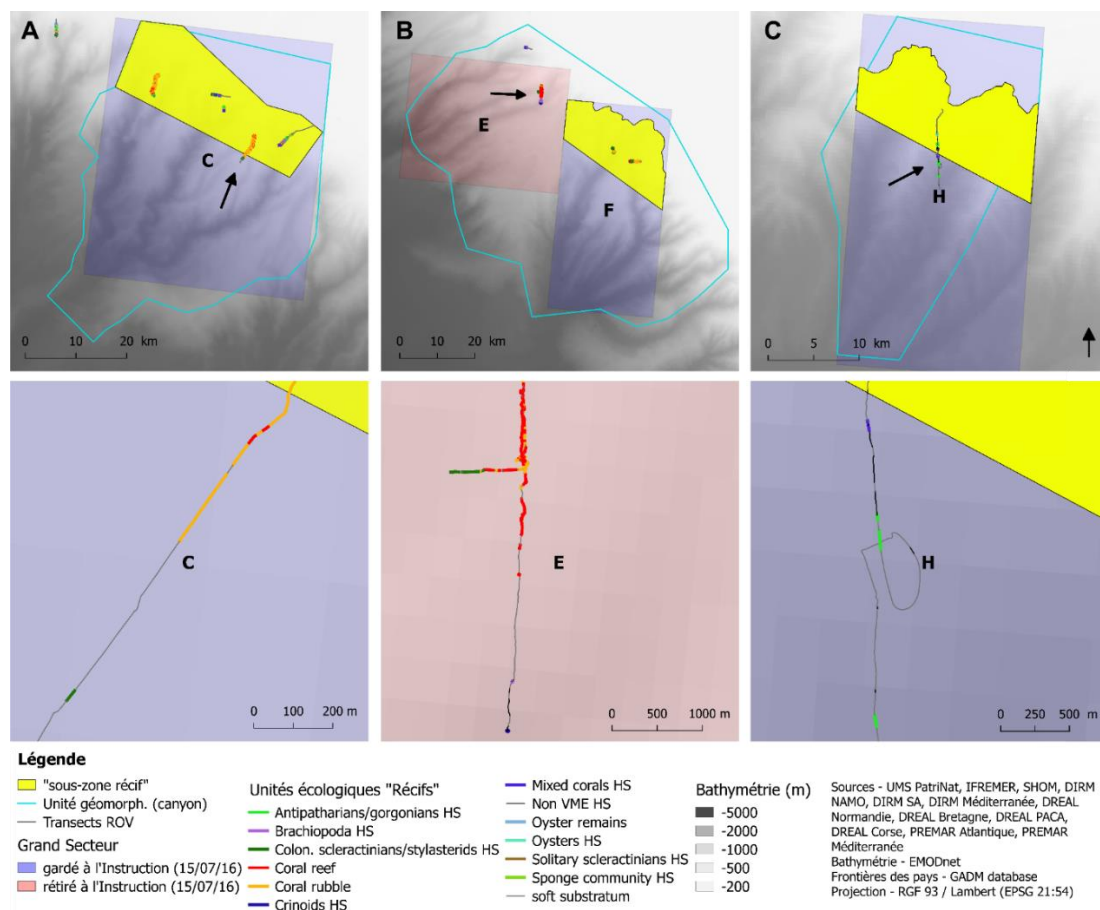 A
C
0 10 20 km
B
E
F
0 10 20 km
C
H
0 5 10 km
C
0 100 200 m
E
0 500 1000 m
H
0 250 500 m
Légende
"sous-zone récif"
Unité géomorph. (canyon)
Transects ROV
Grand Secteur
gardé à l'Instruction (15/07/16)
rétiré à l'Instruction (15/07/16)
Unités écologiques "Récifs"
Antipatharians/gorgonians HS
Brachiopoda HS
Colon. scleractinians/stylasterids HS
Coral reef
Coral rubble
Crinoids HS
Mixed corals HS
Non VME HS
Oyster remains
Oysters HS
Solitary scleractinians HS
Sponge community HS
soft substratum
Bathymétrie (m)
-5000
-2000
-1000
-500
-200
Sources - UMS PatriNat, IFREMER, SHOM, DIRM
NAMO, DIRM SA, DIRM Méditerranée, DREAL
Normandie, DREAL Bretagne, DREAL PACA,
DREAL Corse, PREMAR Atlantique, PREMAR
Méditerranée
Bathymétrie - EMODnet
Frontières des pays - GADM database
Projection - RGF 93 / Lambert (EPSG 21:54)